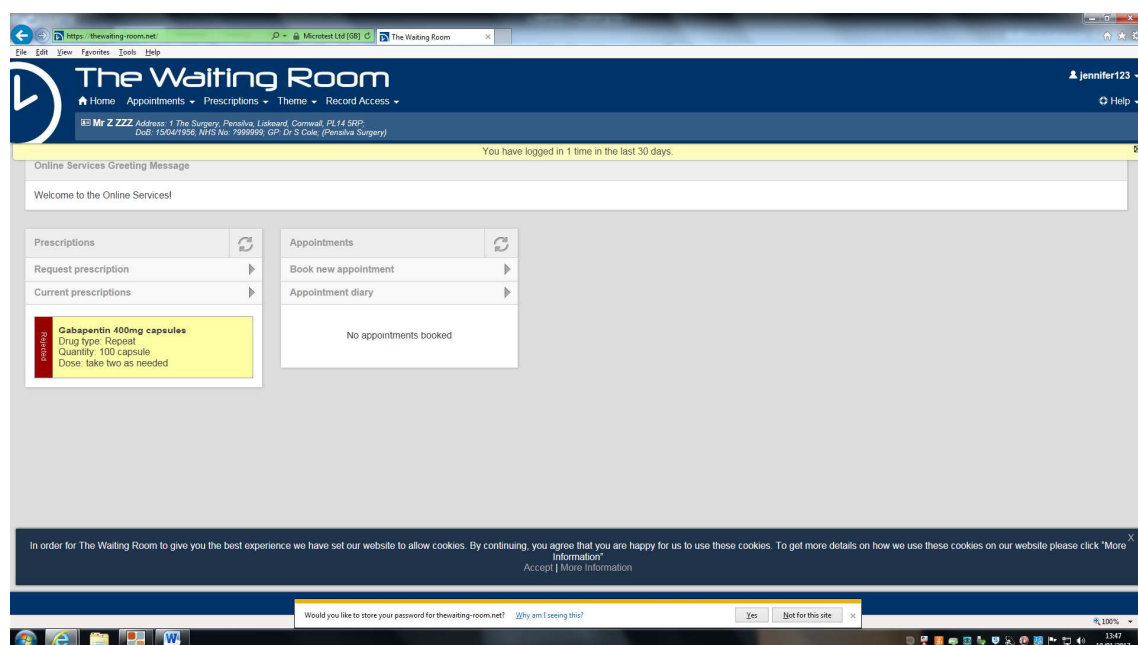 https://thewaiting-room.net/
Microtest Ltd [GB]
The Waiting Room
File Edit View Favorites Tools Help
The Waiting Room
jennifer123
Home Appointments Prescriptions Theme Record Access
Help
Mr Z ZZZ Address: 1 The Surgery, Pensilva, Liskeard, Cornwall, PL14 5RP;
DoB: 15/04/1956; NHS No: ?999999; GP: Dr S Cole; (Pensilva Surgery)
You have logged in 1 time in the last 30 days.
Online Services Greeting Message
Welcome to the Online Services!
Prescriptions
Request prescription
Current prescriptions
Rejected
Gabapentin 400mg capsules
Drug type: Repeat
Quantity: 100 capsule
Dose: take two as needed
Appointments
Book new appointment
Appointment diary
No appointments booked
In order for The Waiting Room to give you the best experience we have set our website to allow cookies. By continuing, you agree that you are happy for us to use these cookies. To get more details on how we use these cookies on our website please click "More
Information"
Accept | More Information
X
Would you like to store your password for thewaiting-room.net? Why am I seeing this? Yes Not for this site
100%
13:47